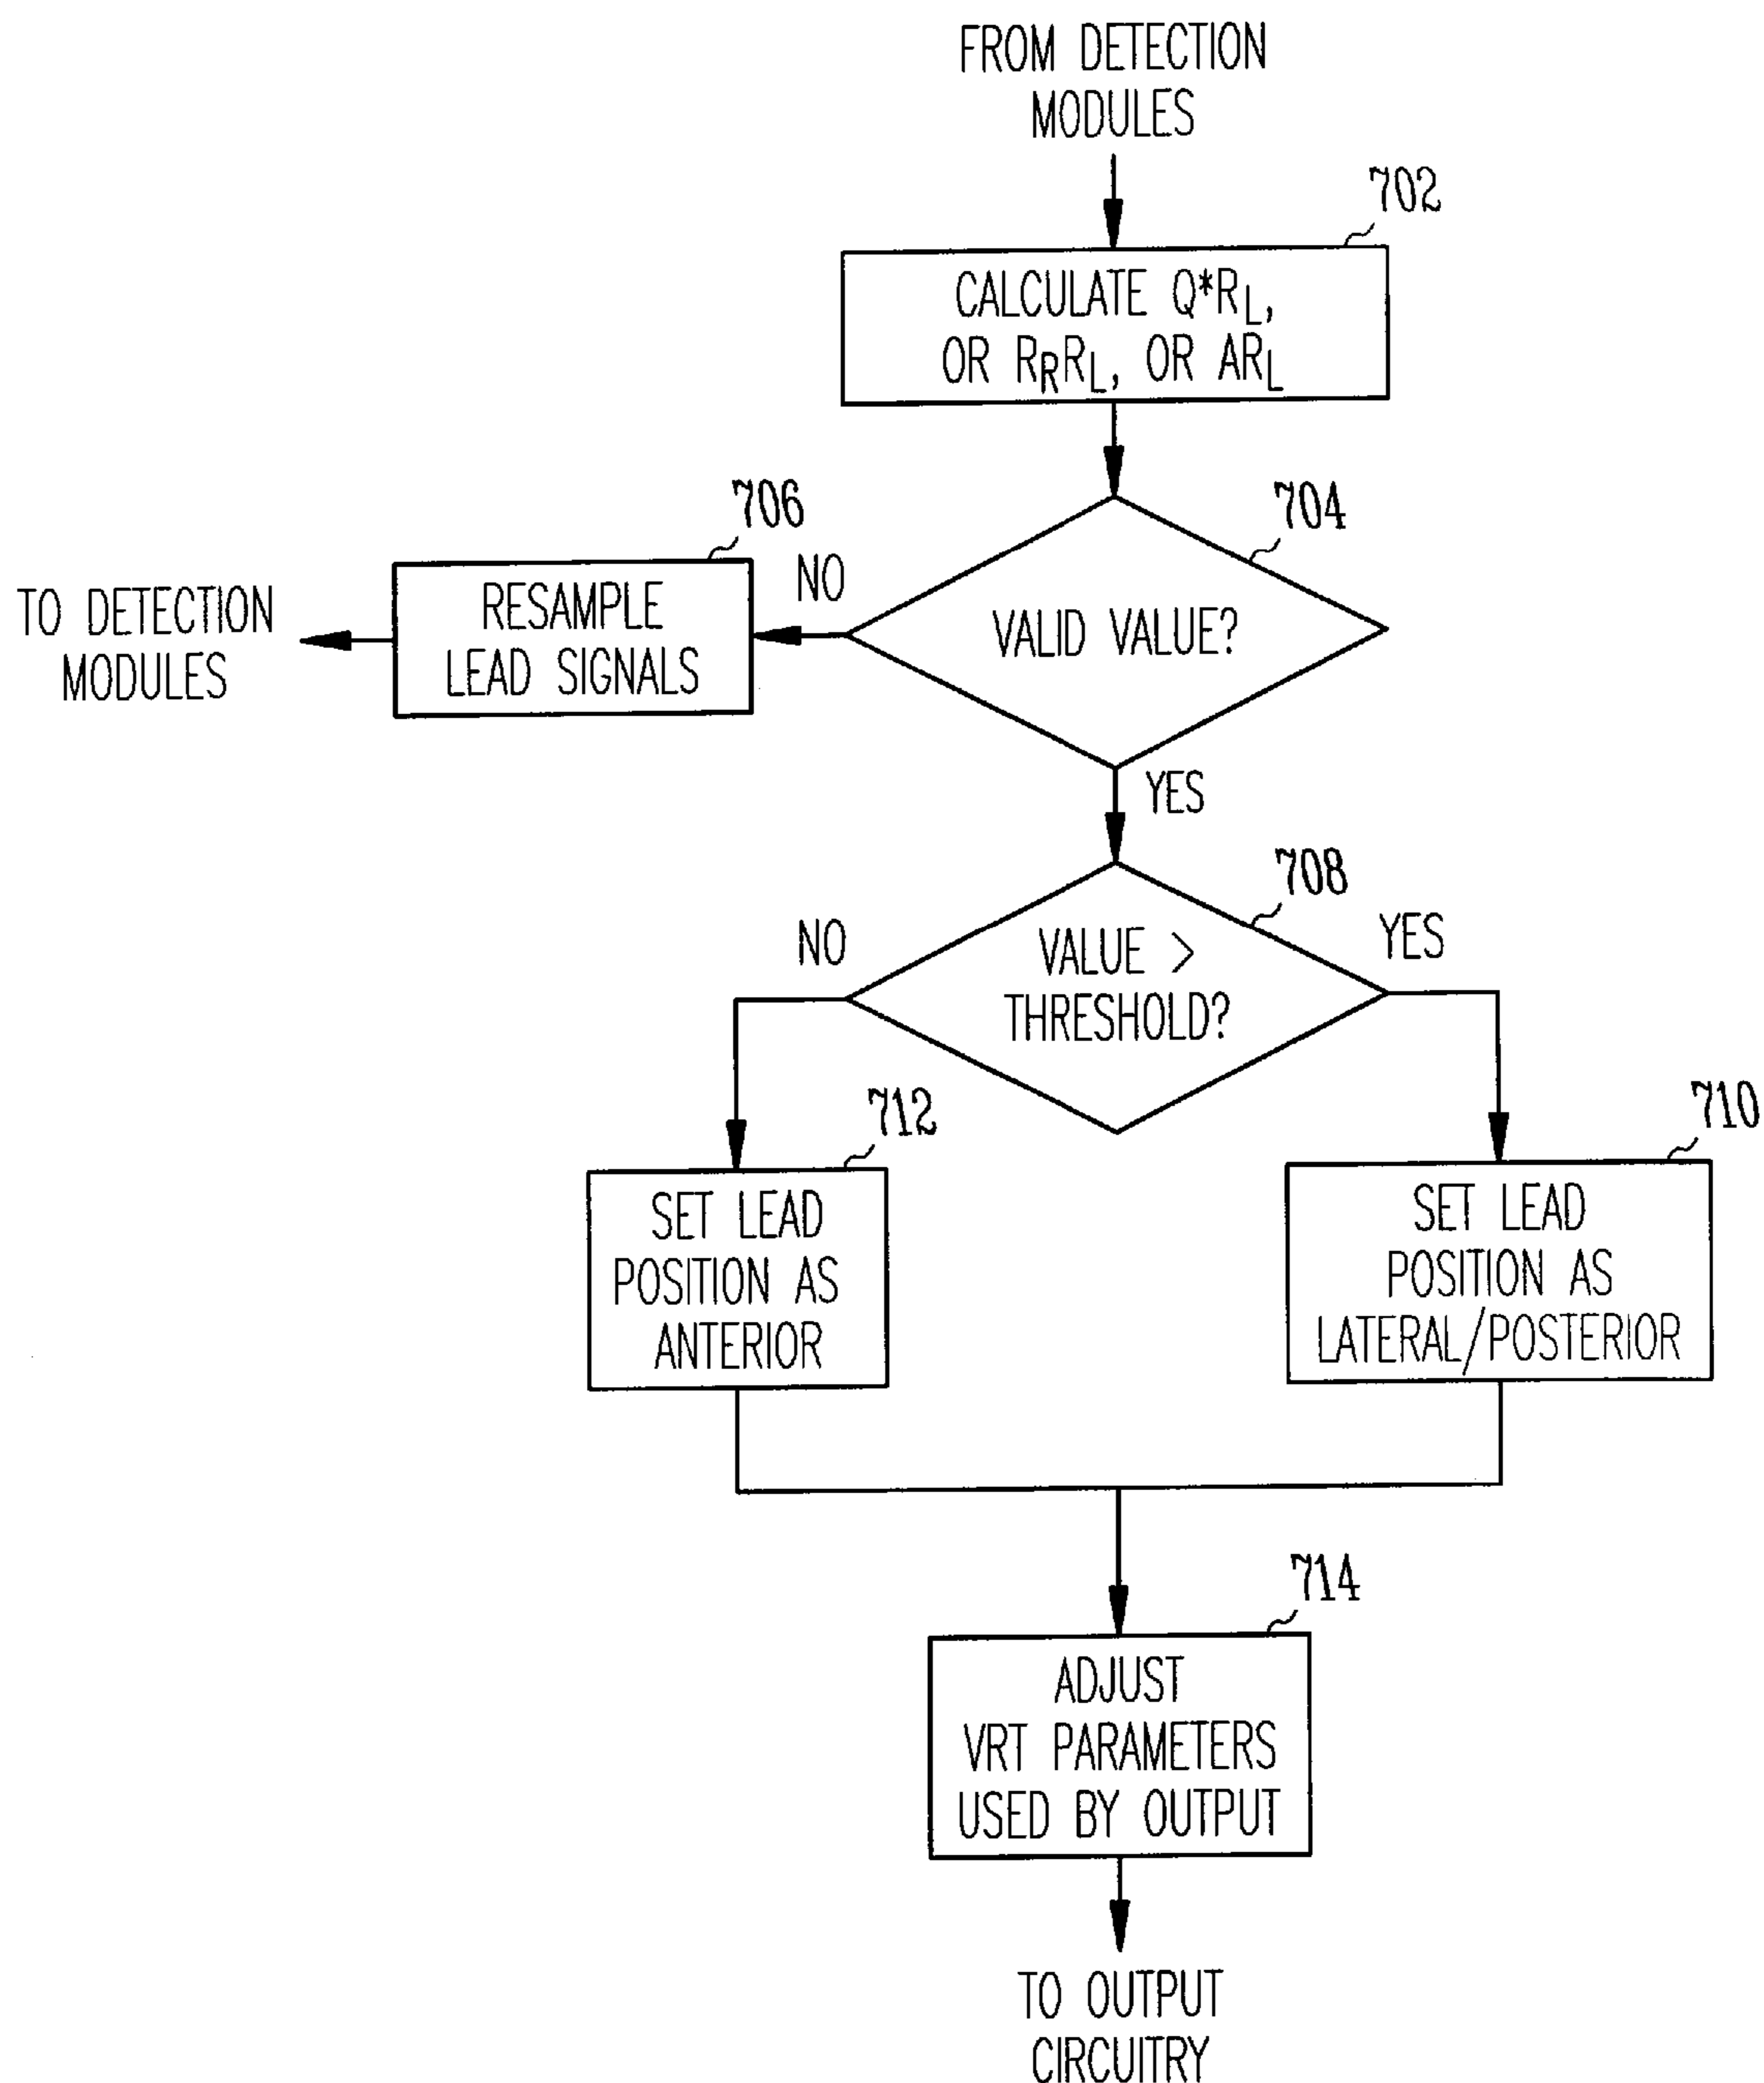 FROM DETECTION
MODULES
702
CALCULATE Q*RL,
OR RRRL, OR ARL
704
VALID VALUE?
NO
706
RESAMPLE
LEAD SIGNALS
TO DETECTION
MODULES
YES
708
VALUE >
THRESHOLD?
NO
YES
712
SET LEAD
POSITION AS
ANTERIOR
710
SET LEAD
POSITION AS
LATERAL/POSTERIOR
714
ADJUST
VRT PARAMETERS
USED BY OUTPUT
TO OUTPUT
CIRCUITRY